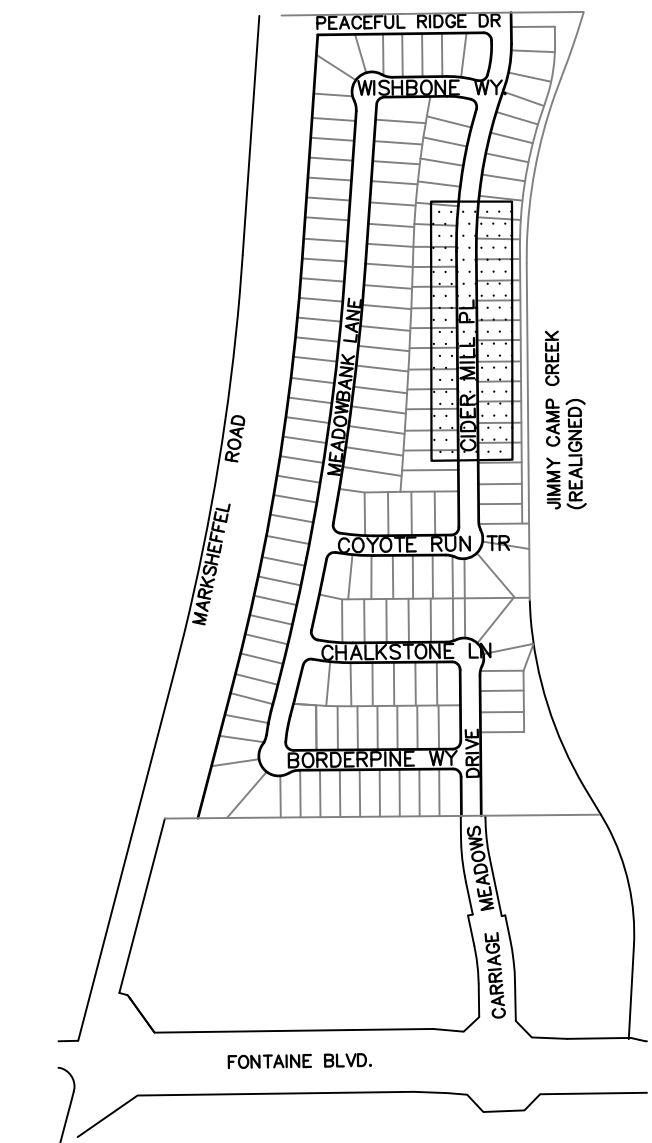 PEACEFUL RIDGE DR
WISHBONE WY.
MEADOWBANK LANE
CIDER MILL PL
JIMMY CAMP CREEK
(REALIGNED)
MARKSHEFFEL ROAD
COYOTE RUN TR
CHALKSTONE LN
BORDERPINE WY
CARRIAGE MEADOWS DRIVE
FONTAINE BLVD.